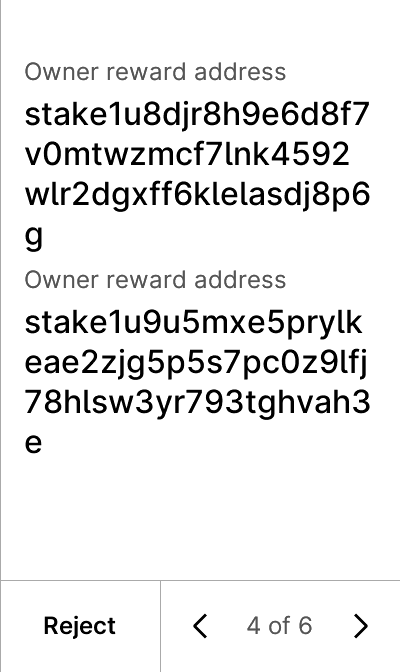 Owner reward address
stake1u8djr8h9e6d8f7
v0mtwzmcf7lnk4592
wlr2dgxff6klelasdj8p6
g
Owner reward address
stake1u9u5mxe5prylk
eae2zjg5p5s7pc0z9lfj
78hlsw3yr793tghvah3
e
Reject
4 of 6